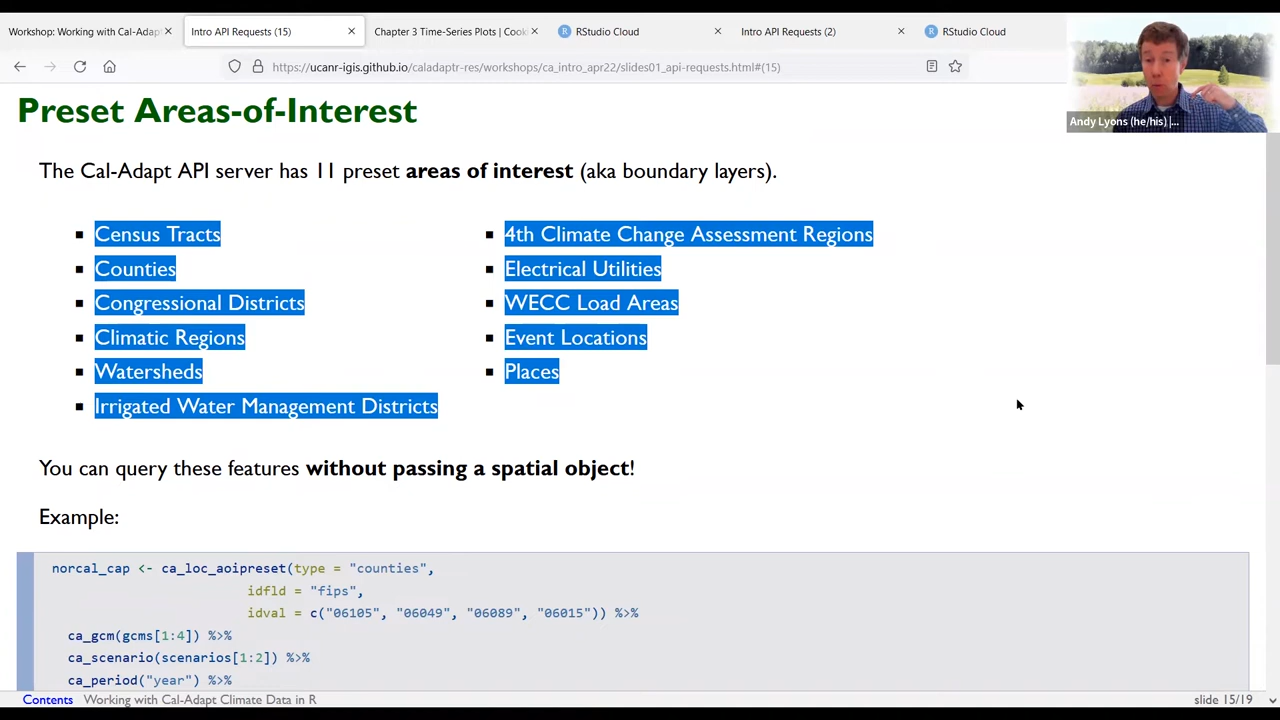 Workshop: Working with Cal-Adap
Intro API Requests (15)
Chapter 3 Time-Series Plots | Cook
RStudio Cloud
Intro API Requests (2)
RStudio Cloud
https://ucanr-igis.github.io/caladaptr-res/workshops/ca_intro_apr22/slides01_api-requests.html#(15)
Andy Lyons (he/his) |...
Preset Areas-of-Interest
The Cal-Adapt API server has 11 preset areas of interest (aka boundary layers).
Census Tracts
Counties
Congressional Districts
Climatic Regions
Watersheds
Irrigated Water Management Districts
4th Climate Change Assessment Regions
Electrical Utilities
WECC Load Areas
Event Locations
Places
You can query these features without passing a spatial object!
Example:
norcal_cap <- ca_loc_aoipreset(type = "counties",
idfld = "fips",
idval = c("06105", "06049", "06089", "06015")) %>%
ca_gcm(gcms[1:4]) %>%
ca_scenario(scenarios[1:2]) %>%
ca_period("year") %>%
Contents
Working with Cal-Adapt Climate Data in R
slide 15/19